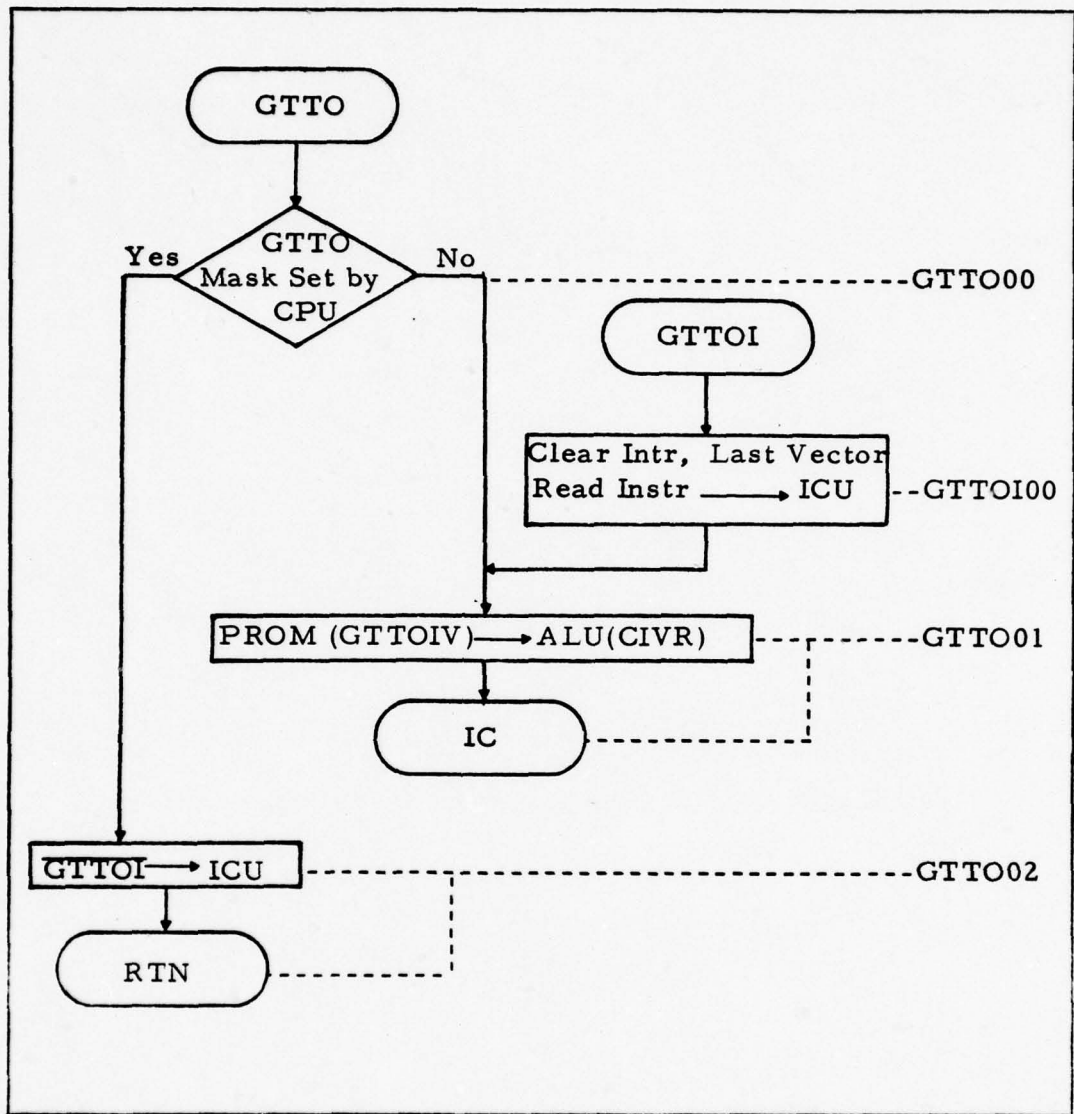 GTTO
GTTO
Mask Set by
CPU
Yes
No
GTTO00
GTTOI
Clear Intr, Last Vector
Read Instr → ICU
GTTOI00
PROM (GTTOIV) → ALU(CIVR)
GTTO01
IC
G̅T̅T̅O̅I̅ → ICU
GTTO02
RTN